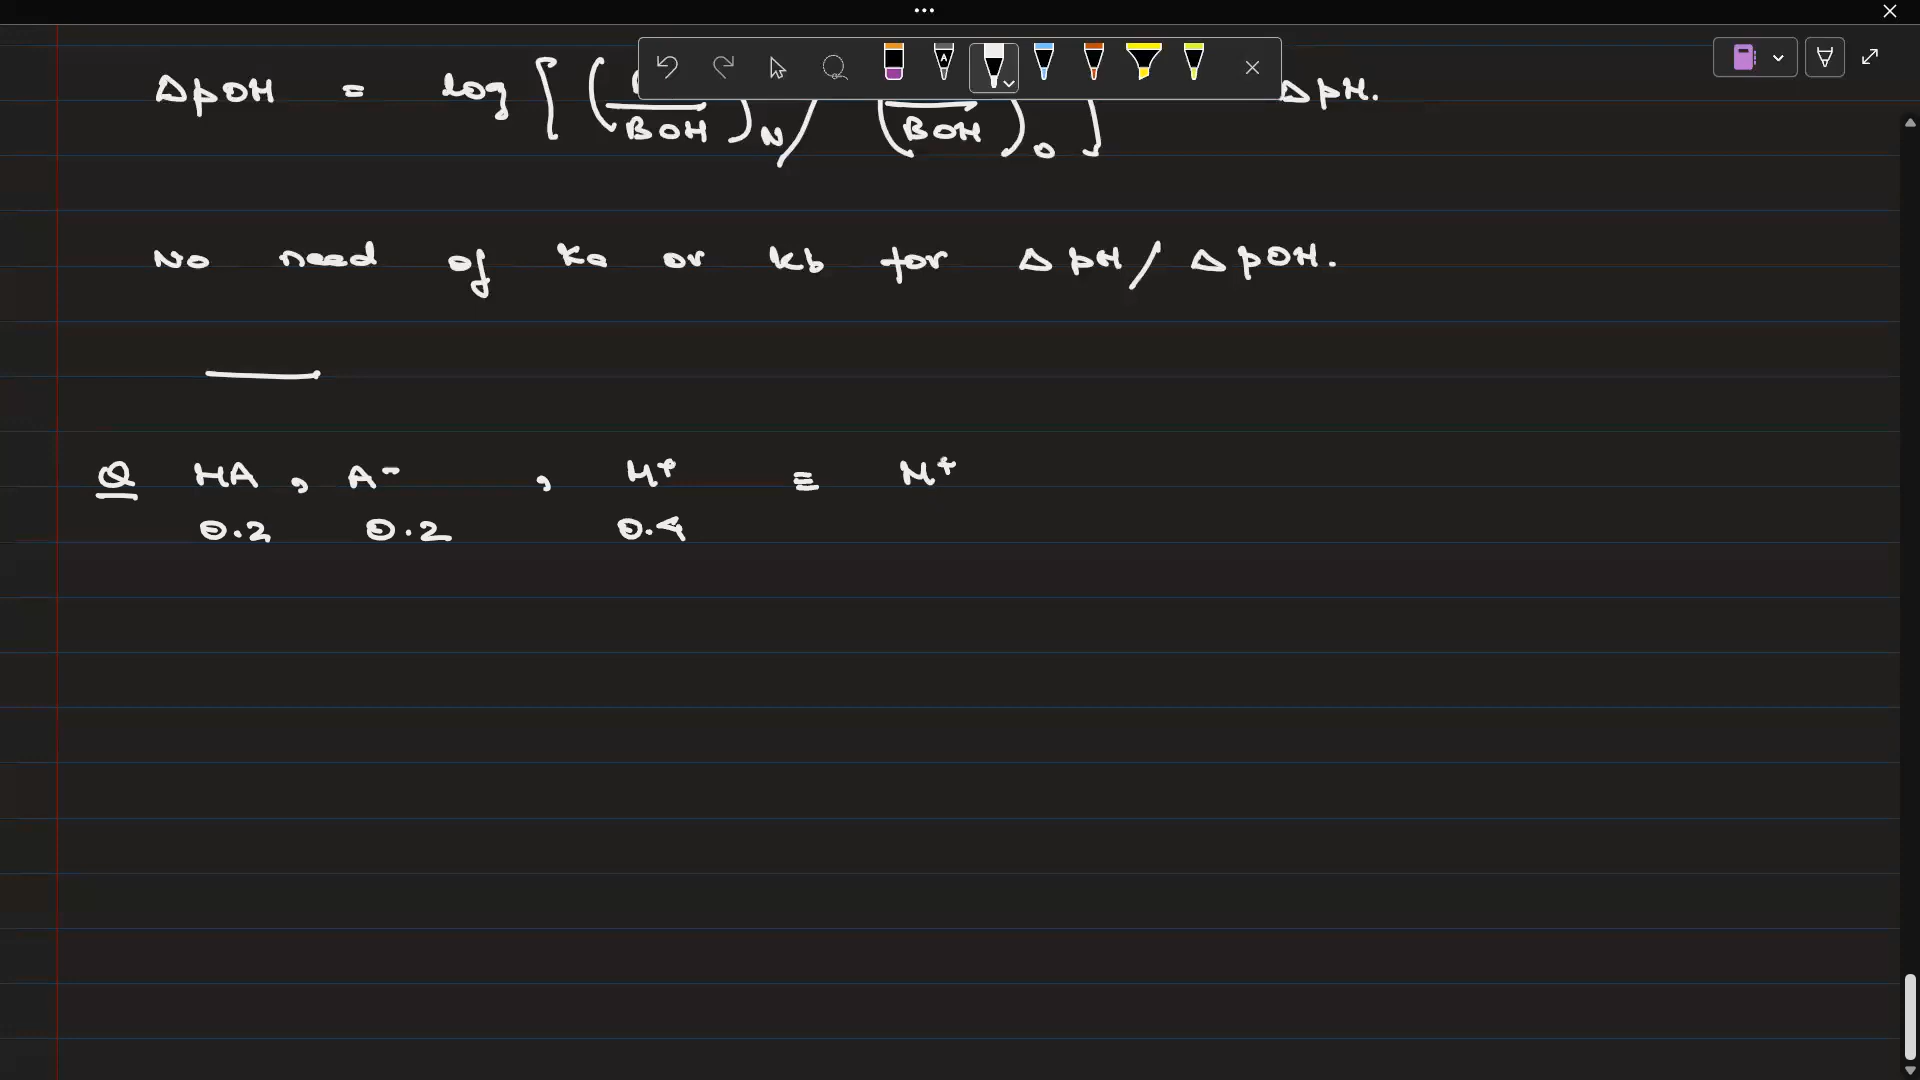 ΔpOH = log [ ( / BOH )N / ( / BOH )O ] ΔpH.
No need of ka or kb for ΔpH / ΔpOH.
Q HA , A⁻ , M⁺ ≡ M⁺
0.2 0.2 0.4